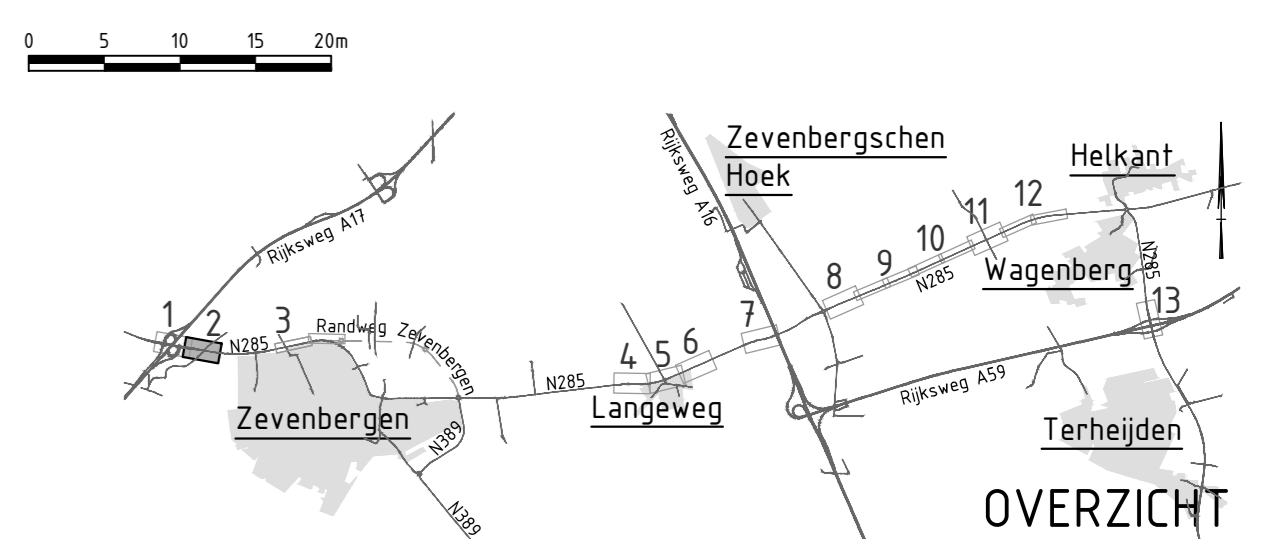 0 5 10 15 20m
Zevenbergschen
Hoek
Helkant
Rijksweg A17
Rijksweg A16
1
2
N285
3
Randweg Zevenbergen
Zevenbergen
N389
N389
N285
4
5
6
Langeweg
7
8
9
10
N285
11
12
Wagenberg
N285
13
Rijksweg A59
Terheijden
OVERZICHT